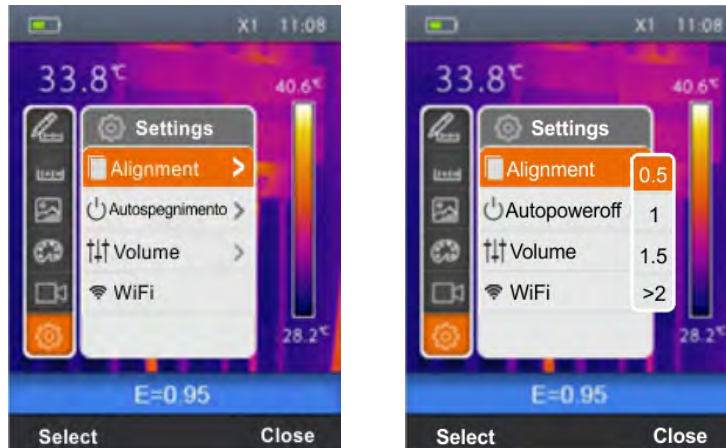 X1 11:08
33.8℃
40.6℃
Settings
Alignment >
Autospegnimento >
Volume >
WiFi
28.2℃
E=0.95
Select Close
X1 11:08
33.8℃
40.6℃
Settings
Alignment 0.5
Autopoweroff 1
Volume 1.5
WiFi >2
28.2℃
E=0.95
Select Close